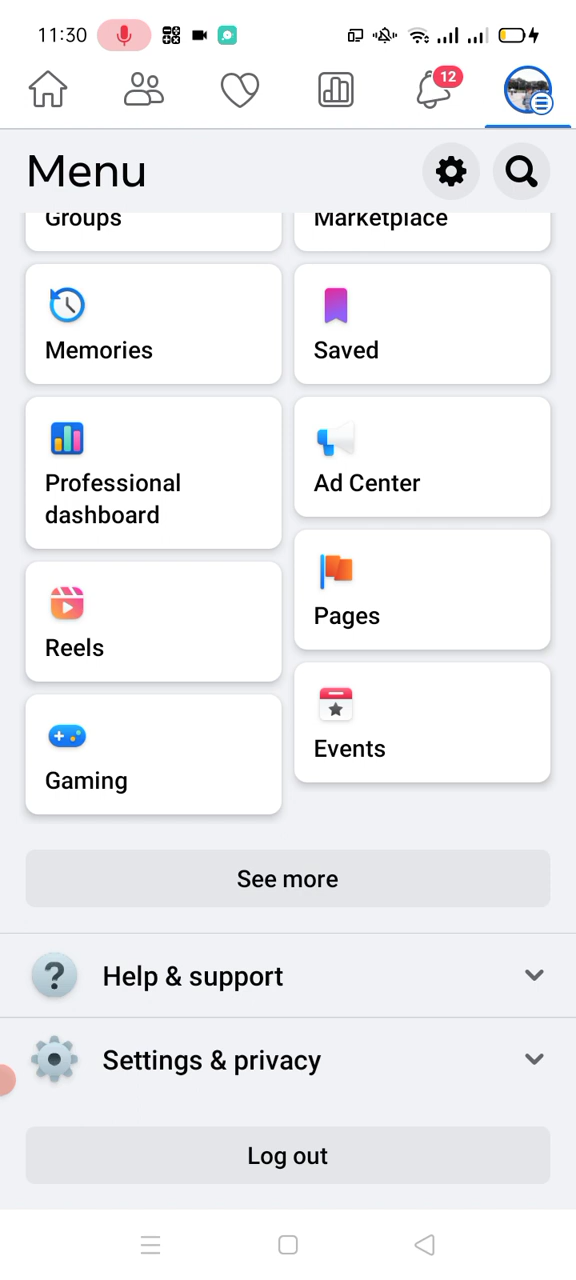 11:30
12
Menu
Groups
Marketplace
Memories
Saved
Professional
dashboard
Ad Center
Reels
Pages
Gaming
Events
See more
Help & support
Settings & privacy
Log out